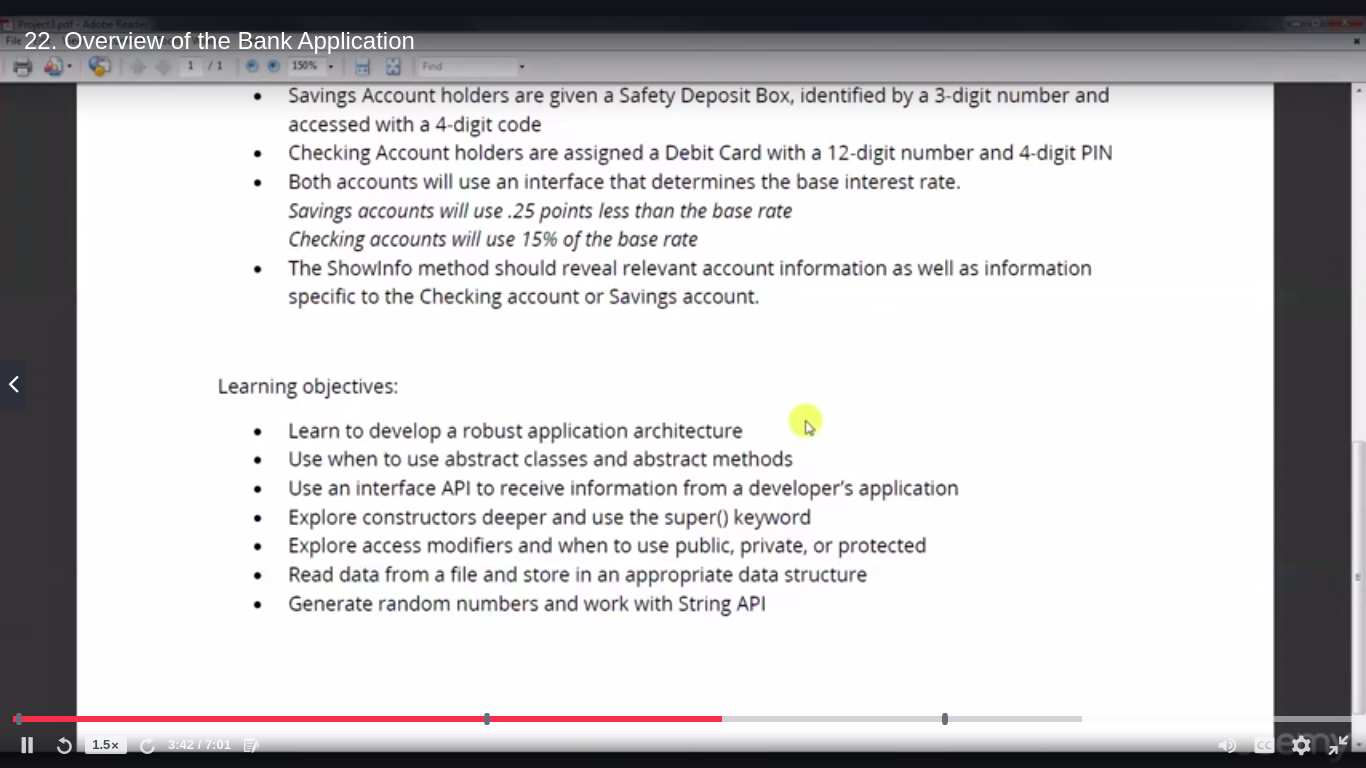 Project3.pdf - Adobe Reader
File
22. Overview of the Bank Application
1 / 1
150%
Find
• Savings Account holders are given a Safety Deposit Box, identified by a 3-digit number and
accessed with a 4-digit code
• Checking Account holders are assigned a Debit Card with a 12-digit number and 4-digit PIN
• Both accounts will use an interface that determines the base interest rate.
Savings accounts will use .25 points less than the base rate
Checking accounts will use 15% of the base rate
• The ShowInfo method should reveal relevant account information as well as information
specific to the Checking account or Savings account.
Learning objectives:
• Learn to develop a robust application architecture
• Use when to use abstract classes and abstract methods
• Use an interface API to receive information from a developer’s application
• Explore constructors deeper and use the super() keyword
• Explore access modifiers and when to use public, private, or protected
• Read data from a file and store in an appropriate data structure
• Generate random numbers and work with String API
1.5×
3:42 / 7:01
CC